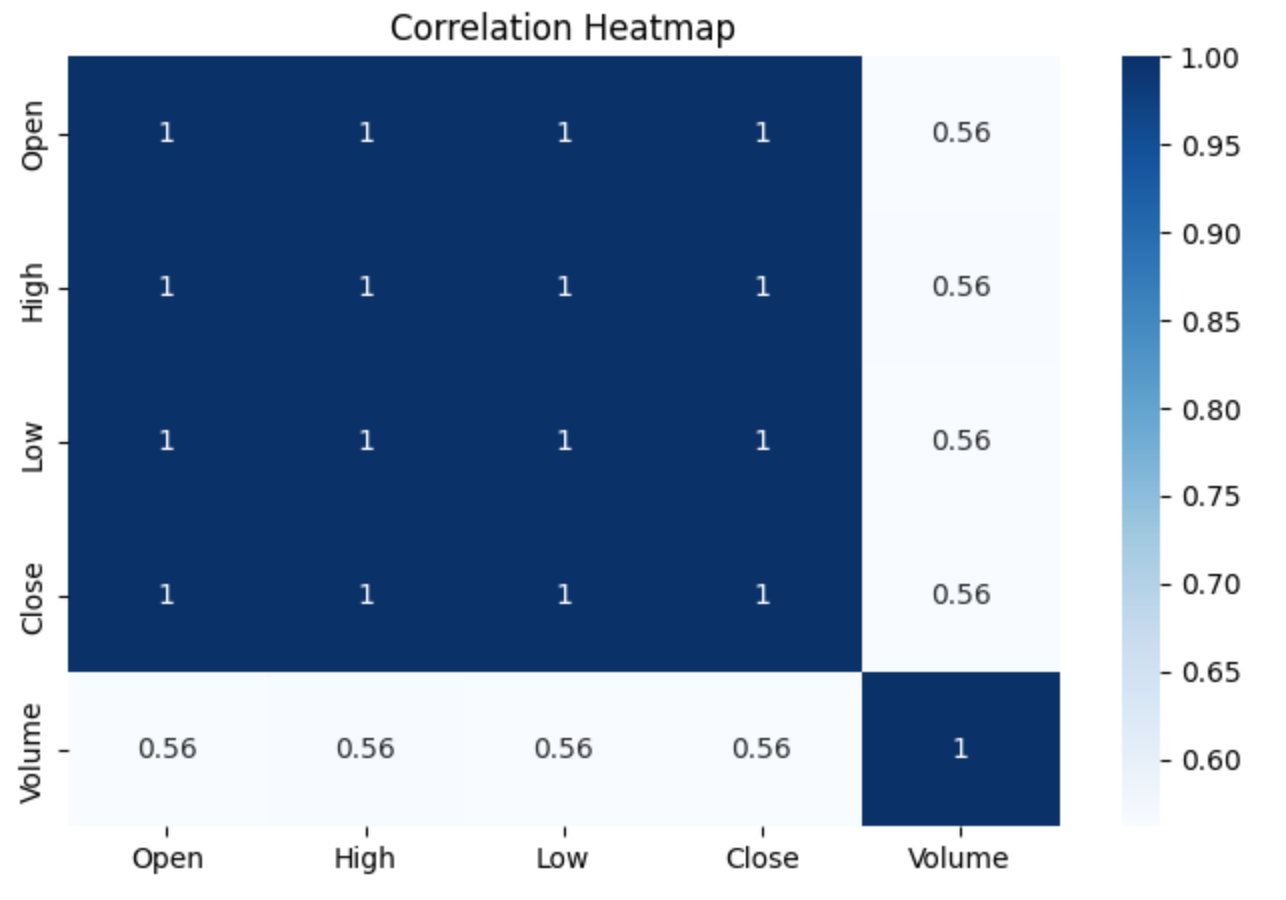 Correlation Heatmap
Open 1 1 1 1 0.56
High 1 1 1 1 0.56
Low 1 1 1 1 0.56
Close 1 1 1 1 0.56
Volume 0.56 0.56 0.56 0.56 1
Open High Low Close Volume
1.00
0.95
0.90
0.85
0.80
0.75
0.70
0.65
0.60